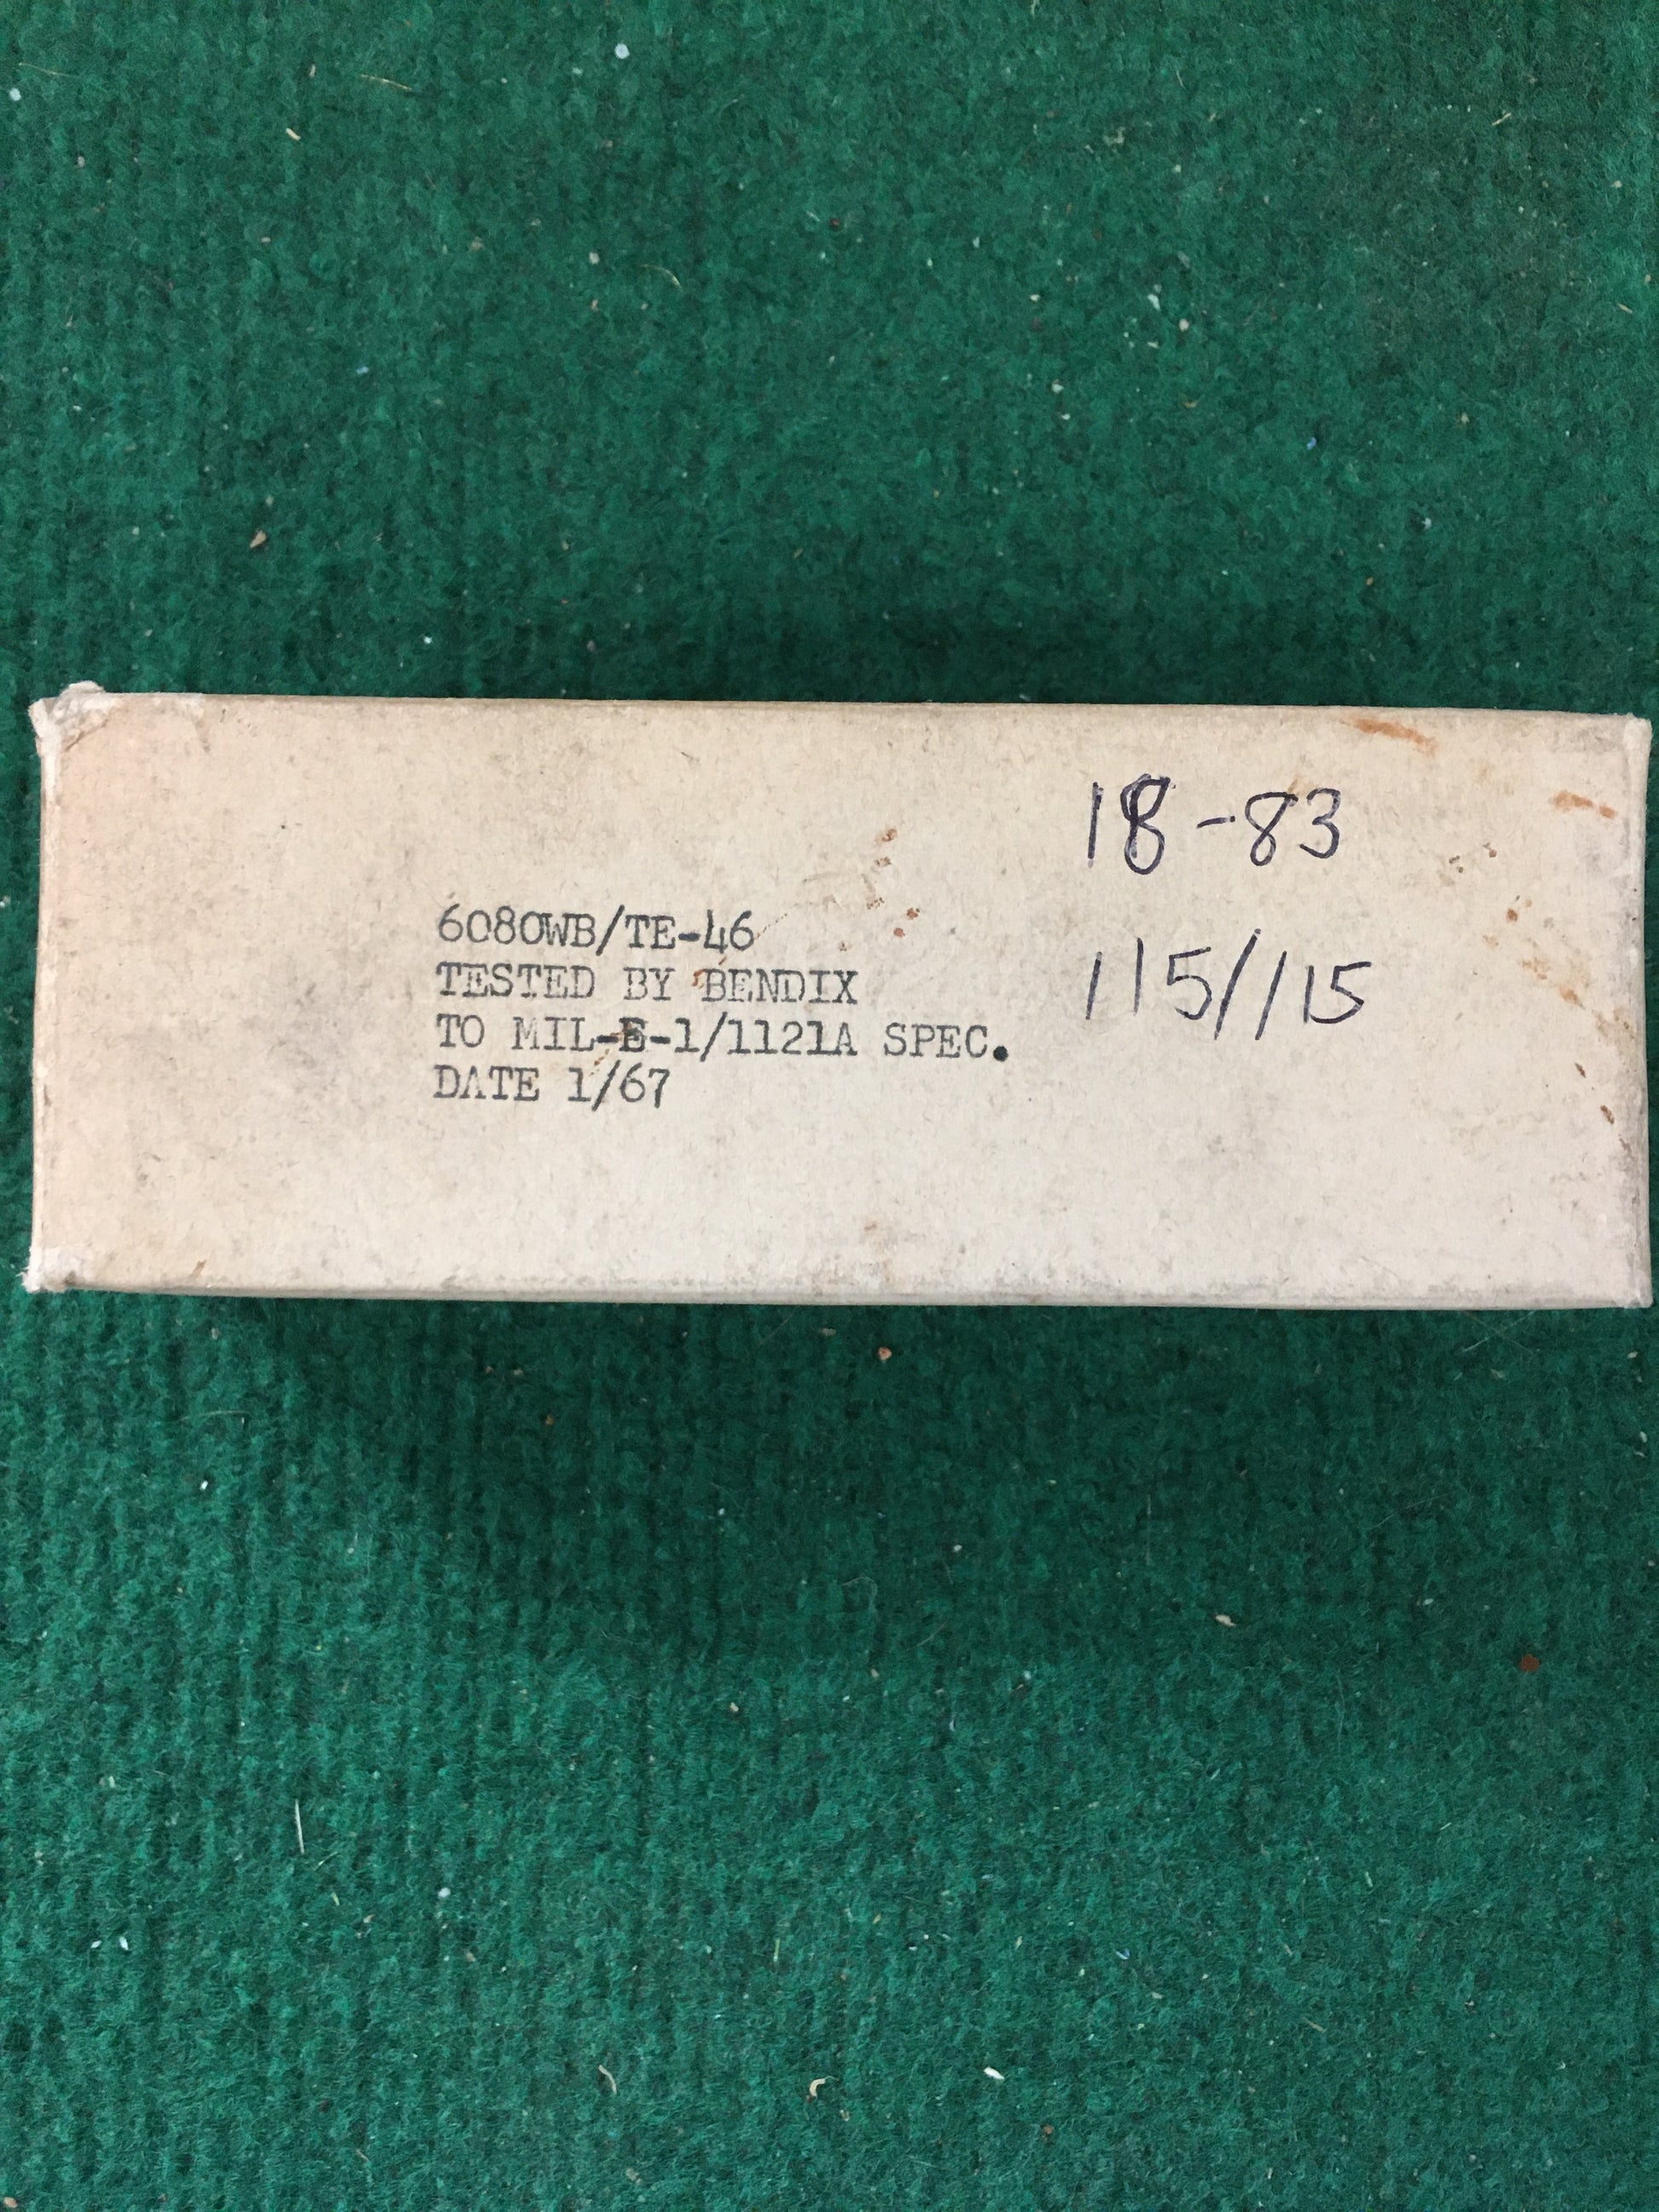 18-83
6080WB/TE-46
TESTED BY BENDIX
115/115
TO MIL-E-1/1121A SPEC.
DATE 1/67